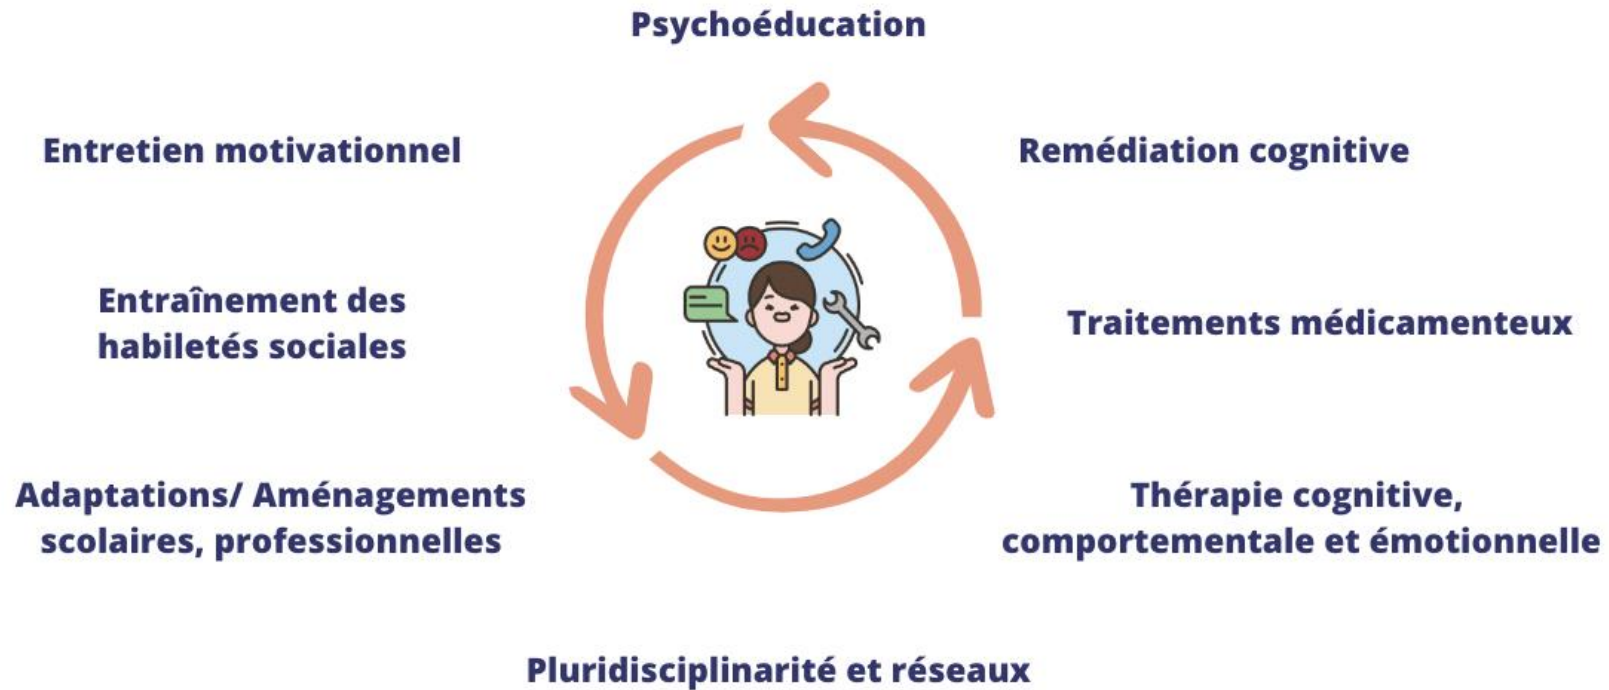 Psychoéducation
Entretien motivationnel
Remédiation cognitive
Entraînement des
habiletés sociales
Traitements médicamenteux
Adaptations/ Aménagements
scolaires, professionnelles
Thérapie cognitive,
comportementale et émotionnelle
Pluridisciplinarité et réseaux